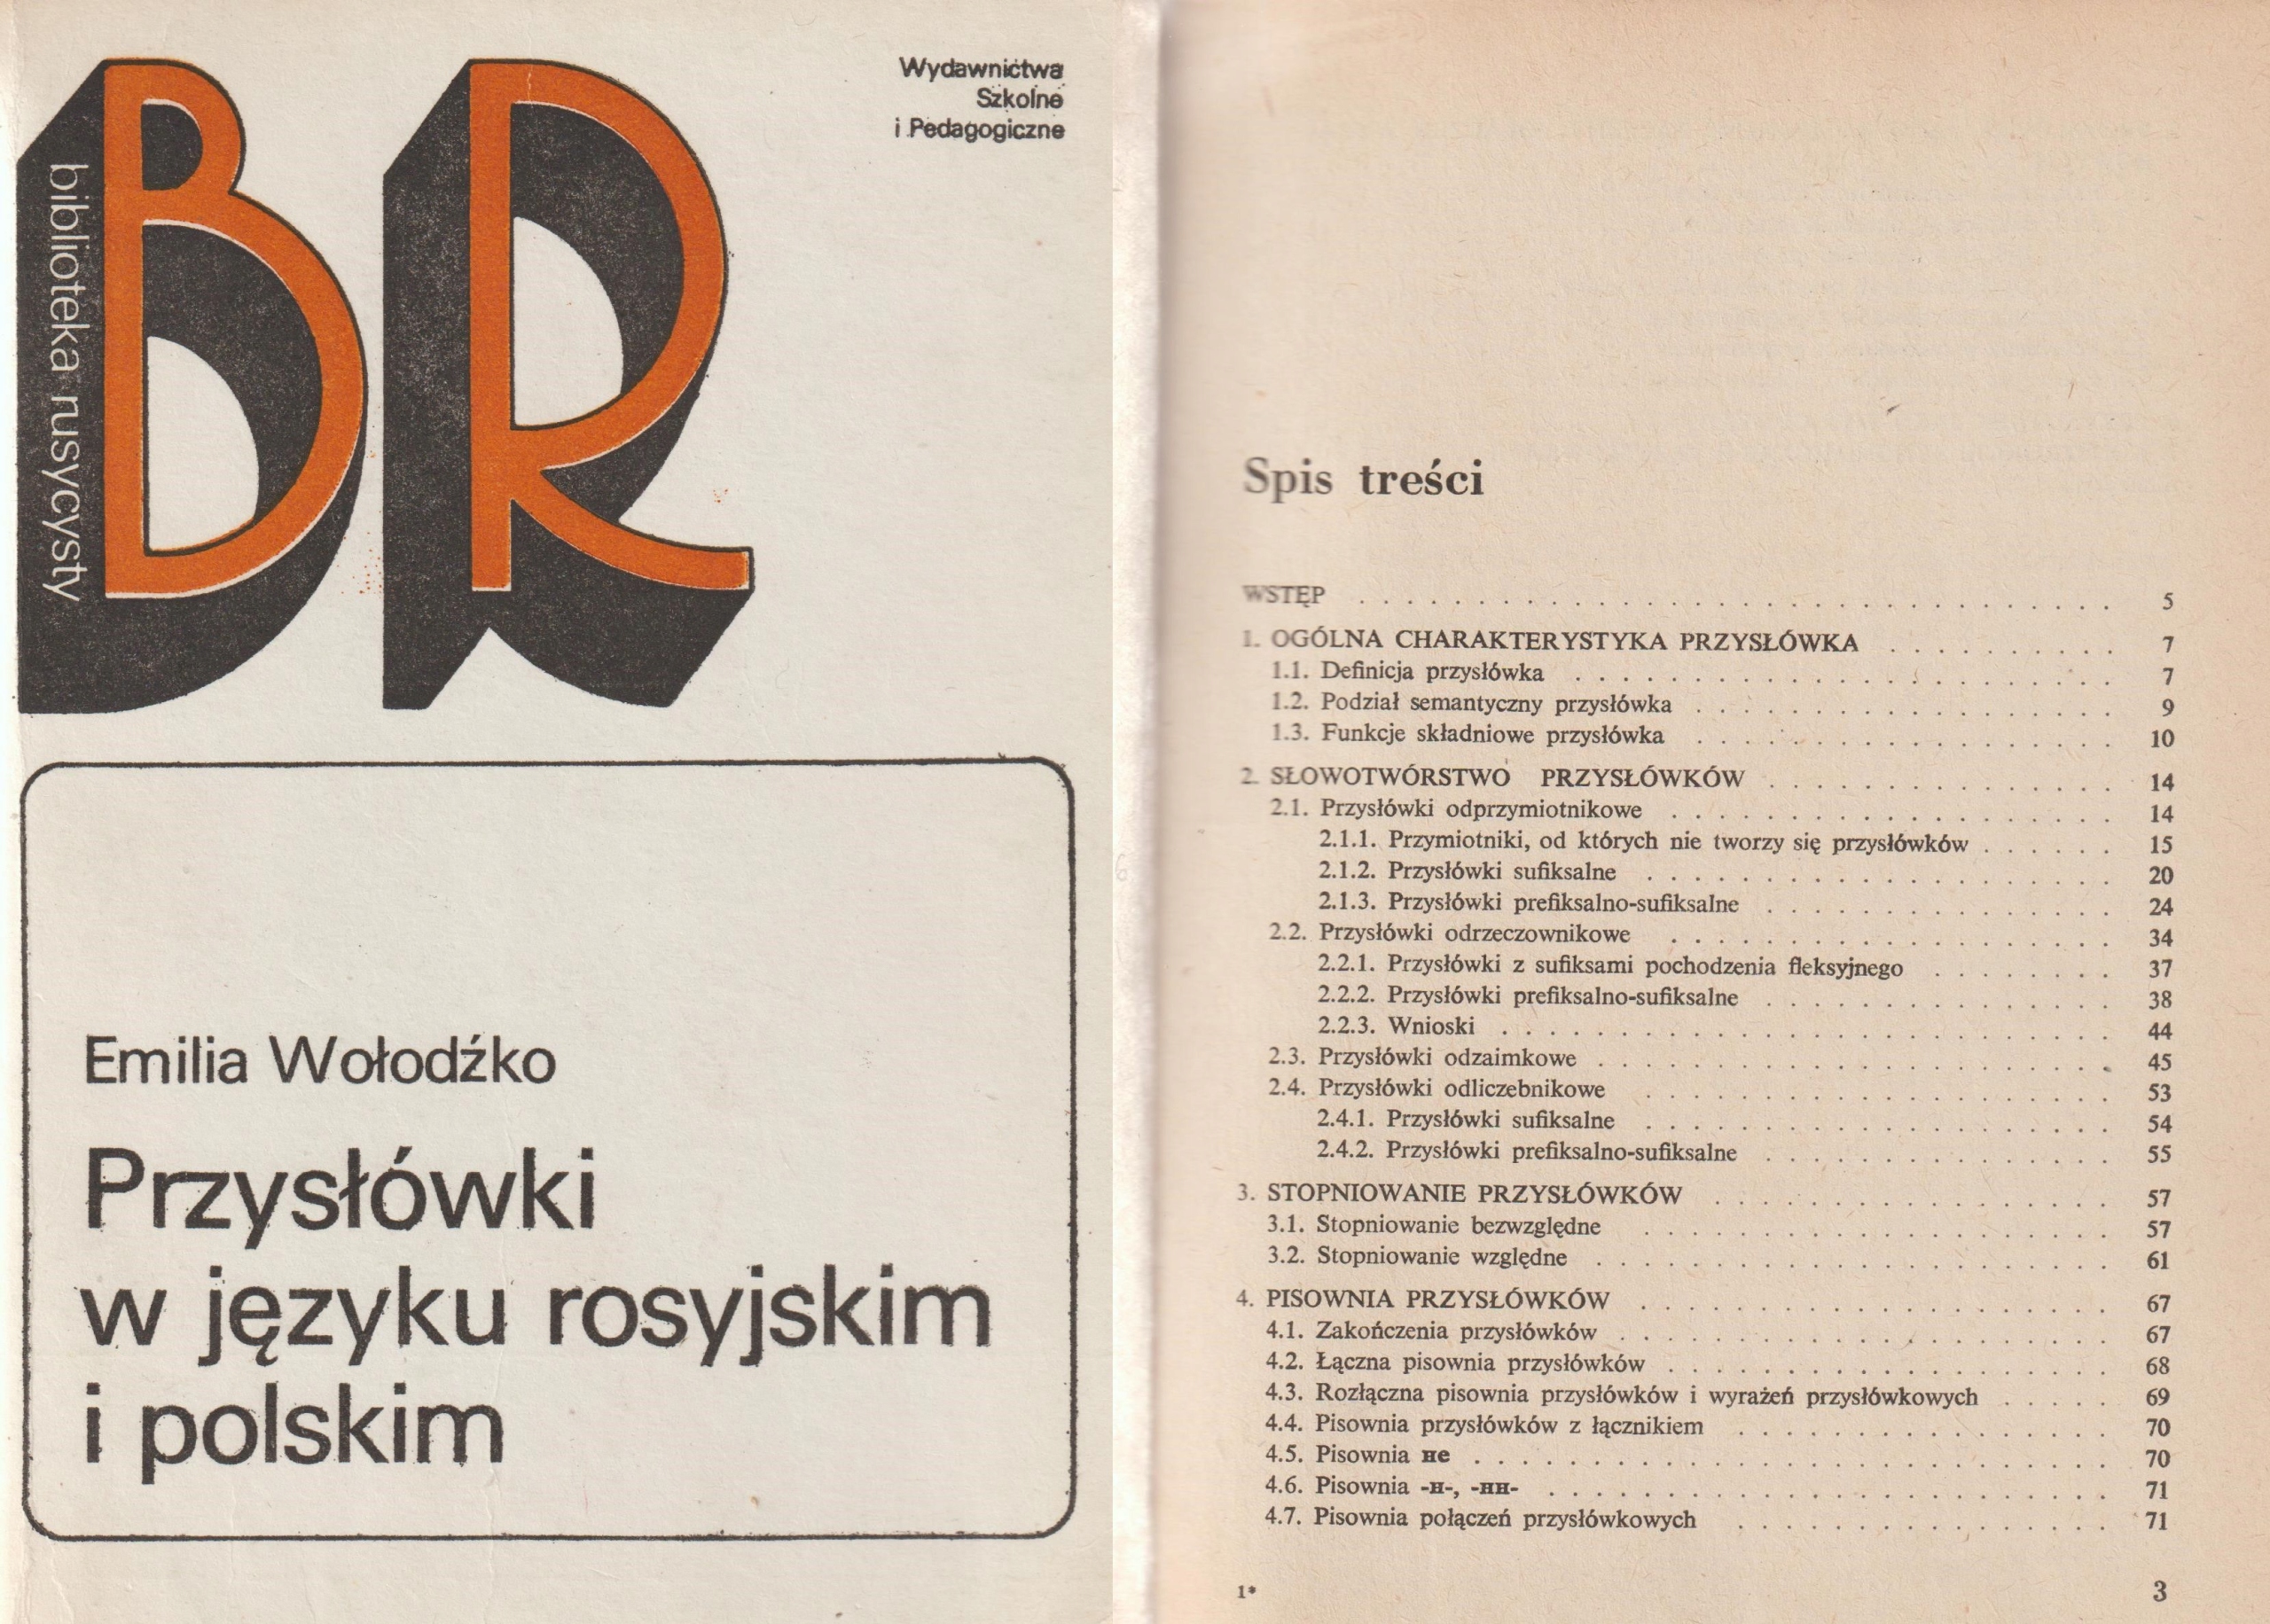 BR
biblioteka rusycysty
Wydawnictwa
Szkolne
i Pedagogiczne
Emilia Wołodźko
Przysłówki
w języku rosyjskim
i polskim
Spis treści
WSTĘP . . . . . . . . . . . . . . . . . . . . . . . . . . . . . . . . 5
1. OGÓLNA CHARAKTERYSTYKA PRZYSŁÓWKA . . . . . . . . . . 7
1.1. Definicja przysłówka . . . . . . . . . . . . . . . . . . . . . . . 7
1.2. Podział semantyczny przysłówka . . . . . . . . . . . . . . . . . . 9
1.3. Funkcje składniowe przysłówka . . . . . . . . . . . . . . . . . . 10
2. SŁOWOTWÓRSTWO PRZYSŁÓWKÓW . . . . . . . . . . . . . . . 14
2.1. Przysłówki odprzymiotnikowe . . . . . . . . . . . . . . . . . . . 14
2.1.1. Przymiotniki, od których nie tworzy się przysłówków . . . . . . 15
2.1.2. Przysłówki sufiksalne . . . . . . . . . . . . . . . . . . . . 20
2.1.3. Przysłówki prefiksalno-sufiksalne . . . . . . . . . . . . . . . 24
2.2. Przysłówki odrzeczownikowe . . . . . . . . . . . . . . . . . . . 34
2.2.1. Przysłówki z sufiksami pochodzenia fleksyjnego . . . . . . . . 37
2.2.2. Przysłówki prefiksalno-sufiksalne . . . . . . . . . . . . . . . 38
2.2.3. Wnioski . . . . . . . . . . . . . . . . . . . . . . . . . . 44
2.3. Przysłówki odzaimkowe . . . . . . . . . . . . . . . . . . . . . . 45
2.4. Przysłówki odliczebnikowe . . . . . . . . . . . . . . . . . . . . 53
2.4.1. Przysłówki sufiksalne . . . . . . . . . . . . . . . . . . . . 54
2.4.2. Przysłówki prefiksalno-sufiksalne . . . . . . . . . . . . . . . 55
3. STOPNIOWANIE PRZYSŁÓWKÓW . . . . . . . . . . . . . . . . . 57
3.1. Stopniowanie bezwzględne . . . . . . . . . . . . . . . . . . . . 57
3.2. Stopniowanie względne . . . . . . . . . . . . . . . . . . . . . . 61
4. PISOWNIA PRZYSŁÓWKÓW . . . . . . . . . . . . . . . . . . . . 67
4.1. Zakończenia przysłówków . . . . . . . . . . . . . . . . . . . . . 67
4.2. Łączna pisownia przysłówków . . . . . . . . . . . . . . . . . . . 68
4.3. Rozłączna pisownia przysłówków i wyrażeń przysłówkowych . . . . . 69
4.4. Pisownia przysłówków z łącznikiem . . . . . . . . . . . . . . . . 70
4.5. Pisownia не . . . . . . . . . . . . . . . . . . . . . . . . . . . 70
4.6. Pisownia -н-, -нн- . . . . . . . . . . . . . . . . . . . . . . . . 71
4.7. Pisownia połączeń przysłówkowych . . . . . . . . . . . . . . . . 71
1*
3